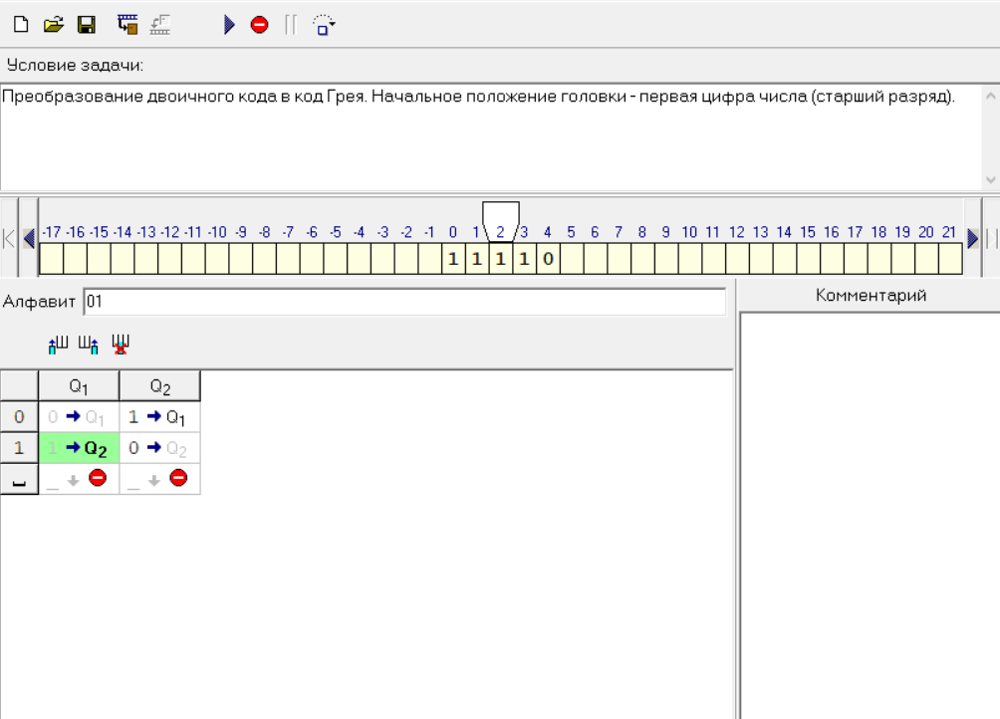 Условие задачи:
Преобразование двоичного кода в код Грея. Начальное положение головки - первая цифра числа (старший разряд).
-17 -16 -15 -14 -13 -12 -11 -10 -9 -8 -7 -6 -5 -4 -3 -2 -1 0 1 2 3 4 5 6 7 8 9 10 11 12 13 14 15 16 17 18 19 20 21
1 1 1 1 0
Алфавит 01
Комментарий
Q1 Q2
0 0 → Q1 1 → Q1
1 1 → Q2 0 → Q2
_ _